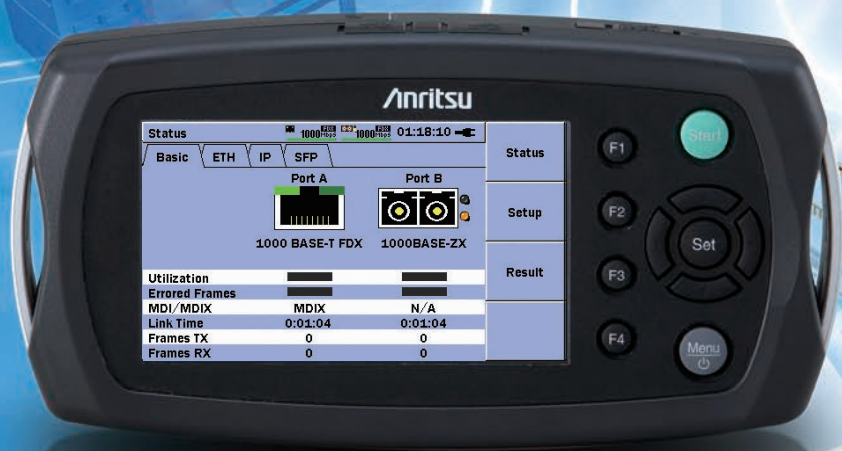 Anritsu
Status 1000 FDX Mbps 1000 FDX Mbps 01:18:10
Basic ETH IP SFP
Port A Port B
1000 BASE-T FDX 1000BASE-ZX
Utilization
Errored Frames
MDI/MDIX MDIX N/A
Link Time 0:01:04 0:01:04
Frames TX 0 0
Frames RX 0 0
Status
Setup
Result
F1
F2
F3
F4
Start
Set
Menu